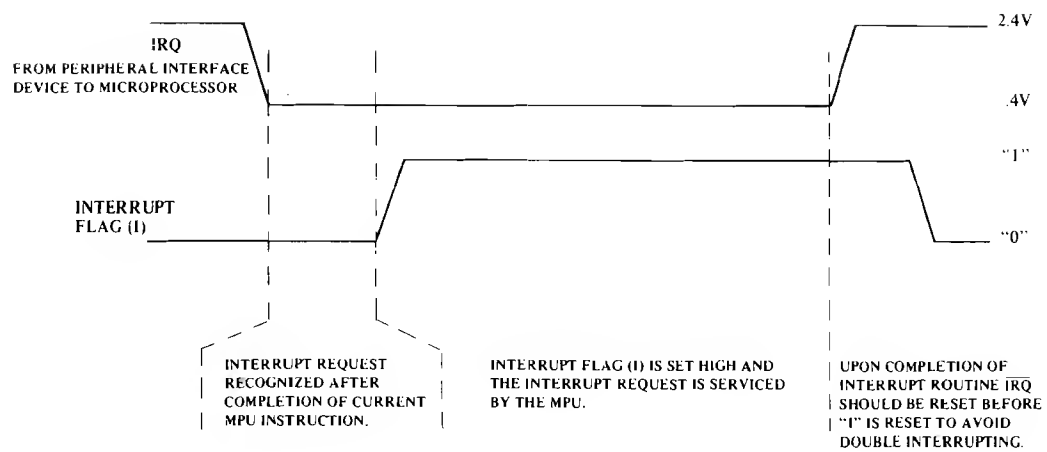 2.4V
IRQ
FROM PERIPHERAL INTERFACE
DEVICE TO MICROPROCESSOR
.4V
"1"
INTERRUPT
FLAG (I)
"0"
INTERRUPT REQUEST
RECOGNIZED AFTER
COMPLETION OF CURRENT
MPU INSTRUCTION.
INTERRUPT FLAG (I) IS SET HIGH AND
THE INTERRUPT REQUEST IS SERVICED
BY THE MPU.
UPON COMPLETION OF
INTERRUPT ROUTINE I̅R̅Q̅
SHOULD BE RESET BEFORE
"I" IS RESET TO AVOID
DOUBLE INTERRUPTING.